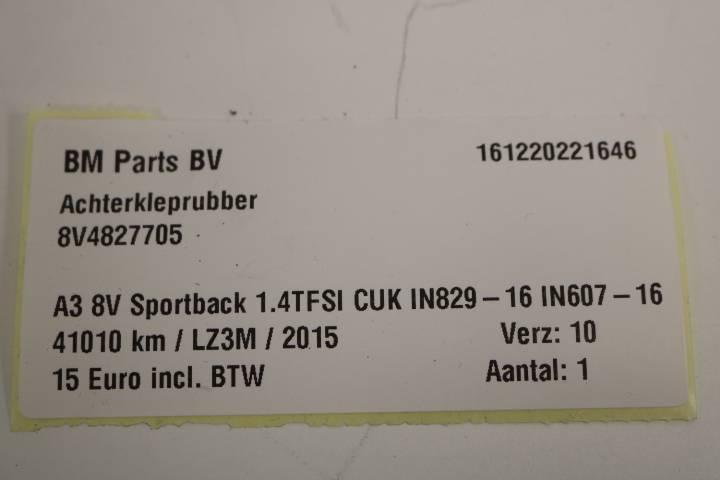 BM Parts BV 161220221646
Achterkleprubber
8V4827705
A3 8V Sportback 1.4TFSI CUK IN829-16 IN607-16
41010 km / LZ3M / 2015 Verz: 10
15 Euro incl. BTW Aantal: 1